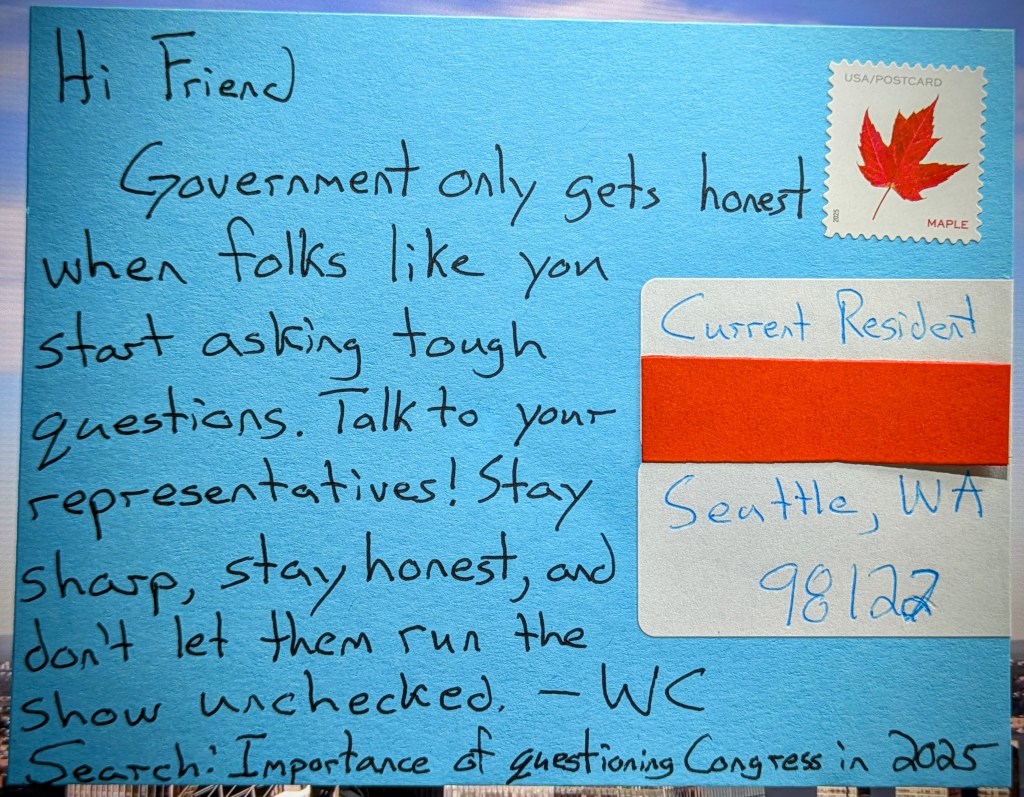 Hi Friend
Government only gets honest
when folks like you
start asking tough
questions. Talk to your
representatives! Stay
sharp, stay honest, and
don't let them run the
show unchecked. — WC
Search: Importance of questioning Congress in 2025
USA/POSTCARD
2025
MAPLE
Current Resident
Seattle, WA
98122